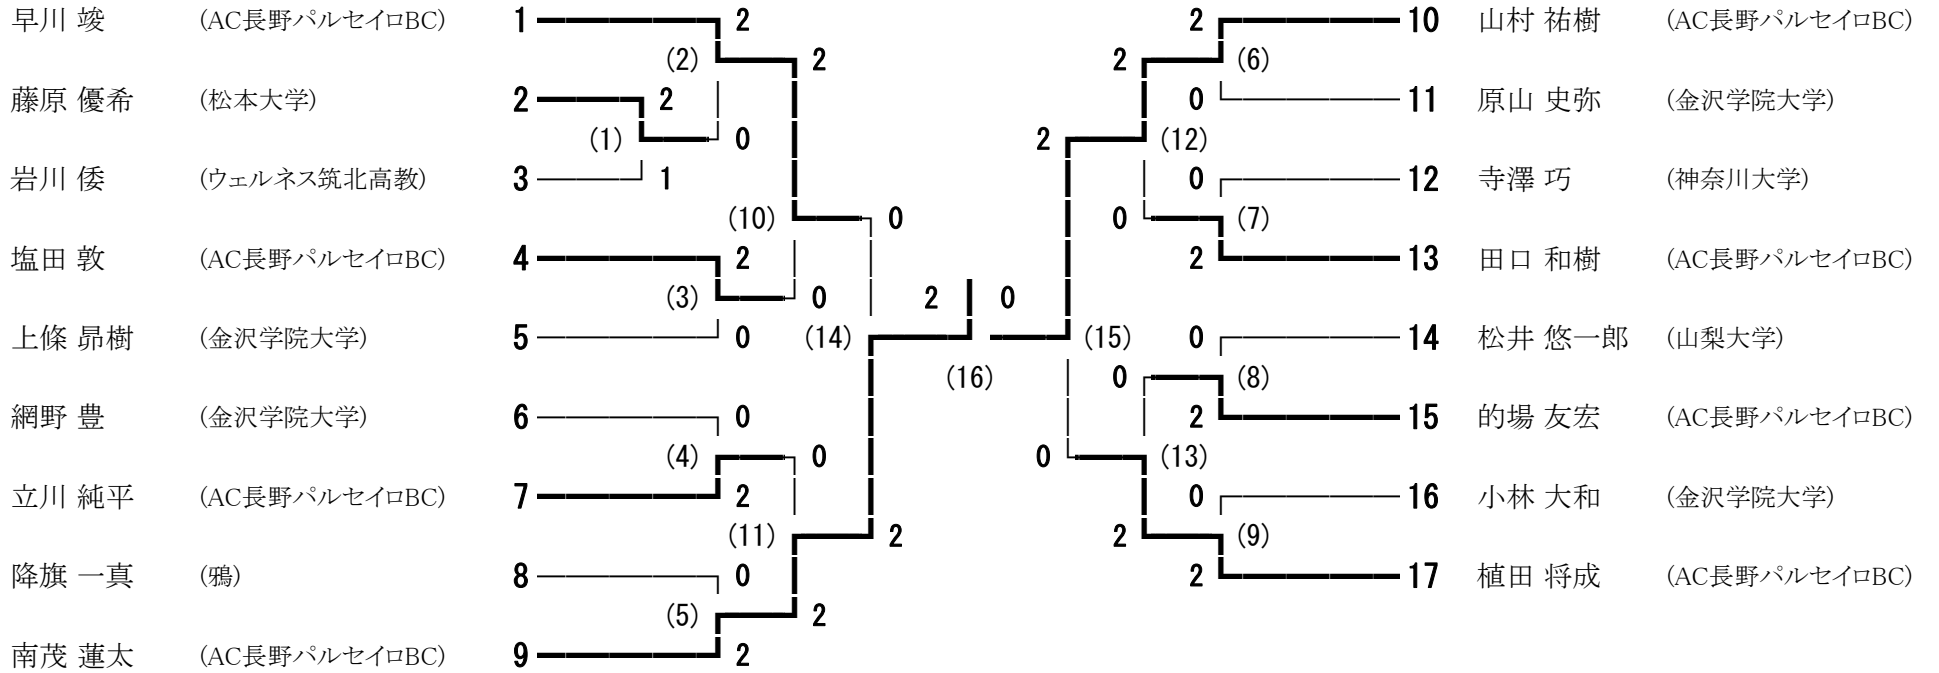 早川 竣 (AC長野パルセイロBC) 1 2 2 10 山村 祐樹 (AC長野パルセイロBC)
(2) 2 2 (6)
藤原 優希 (松本大学) 2 2 0 11 原山 史弥 (金沢学院大学)
(1) 0 2 (12)
岩川 倭 (ウェルネス筑北高教) 3 1 0 12 寺澤 巧 (神奈川大学)
(10) 0 0 (7)
塩田 敦 (AC長野パルセイロBC) 4 2 2 13 田口 和樹 (AC長野パルセイロBC)
(3) 0 2 0
上條 昴樹 (金沢学院大学) 5 0 (14) (15) 0 14 松井 悠一郎 (山梨大学)
(16) 0 (8)
網野 豊 (金沢学院大学) 6 0 2 15 的場 友宏 (AC長野パルセイロBC)
(4) 0 0 (13)
立川 純平 (AC長野パルセイロBC) 7 2 0 16 小林 大和 (金沢学院大学)
(11) 2 2 (9)
降旗 一真 (鴉) 8 0 2 17 植田 将成 (AC長野パルセイロBC)
(5) 2
南茂 蓮太 (AC長野パルセイロBC) 9 2